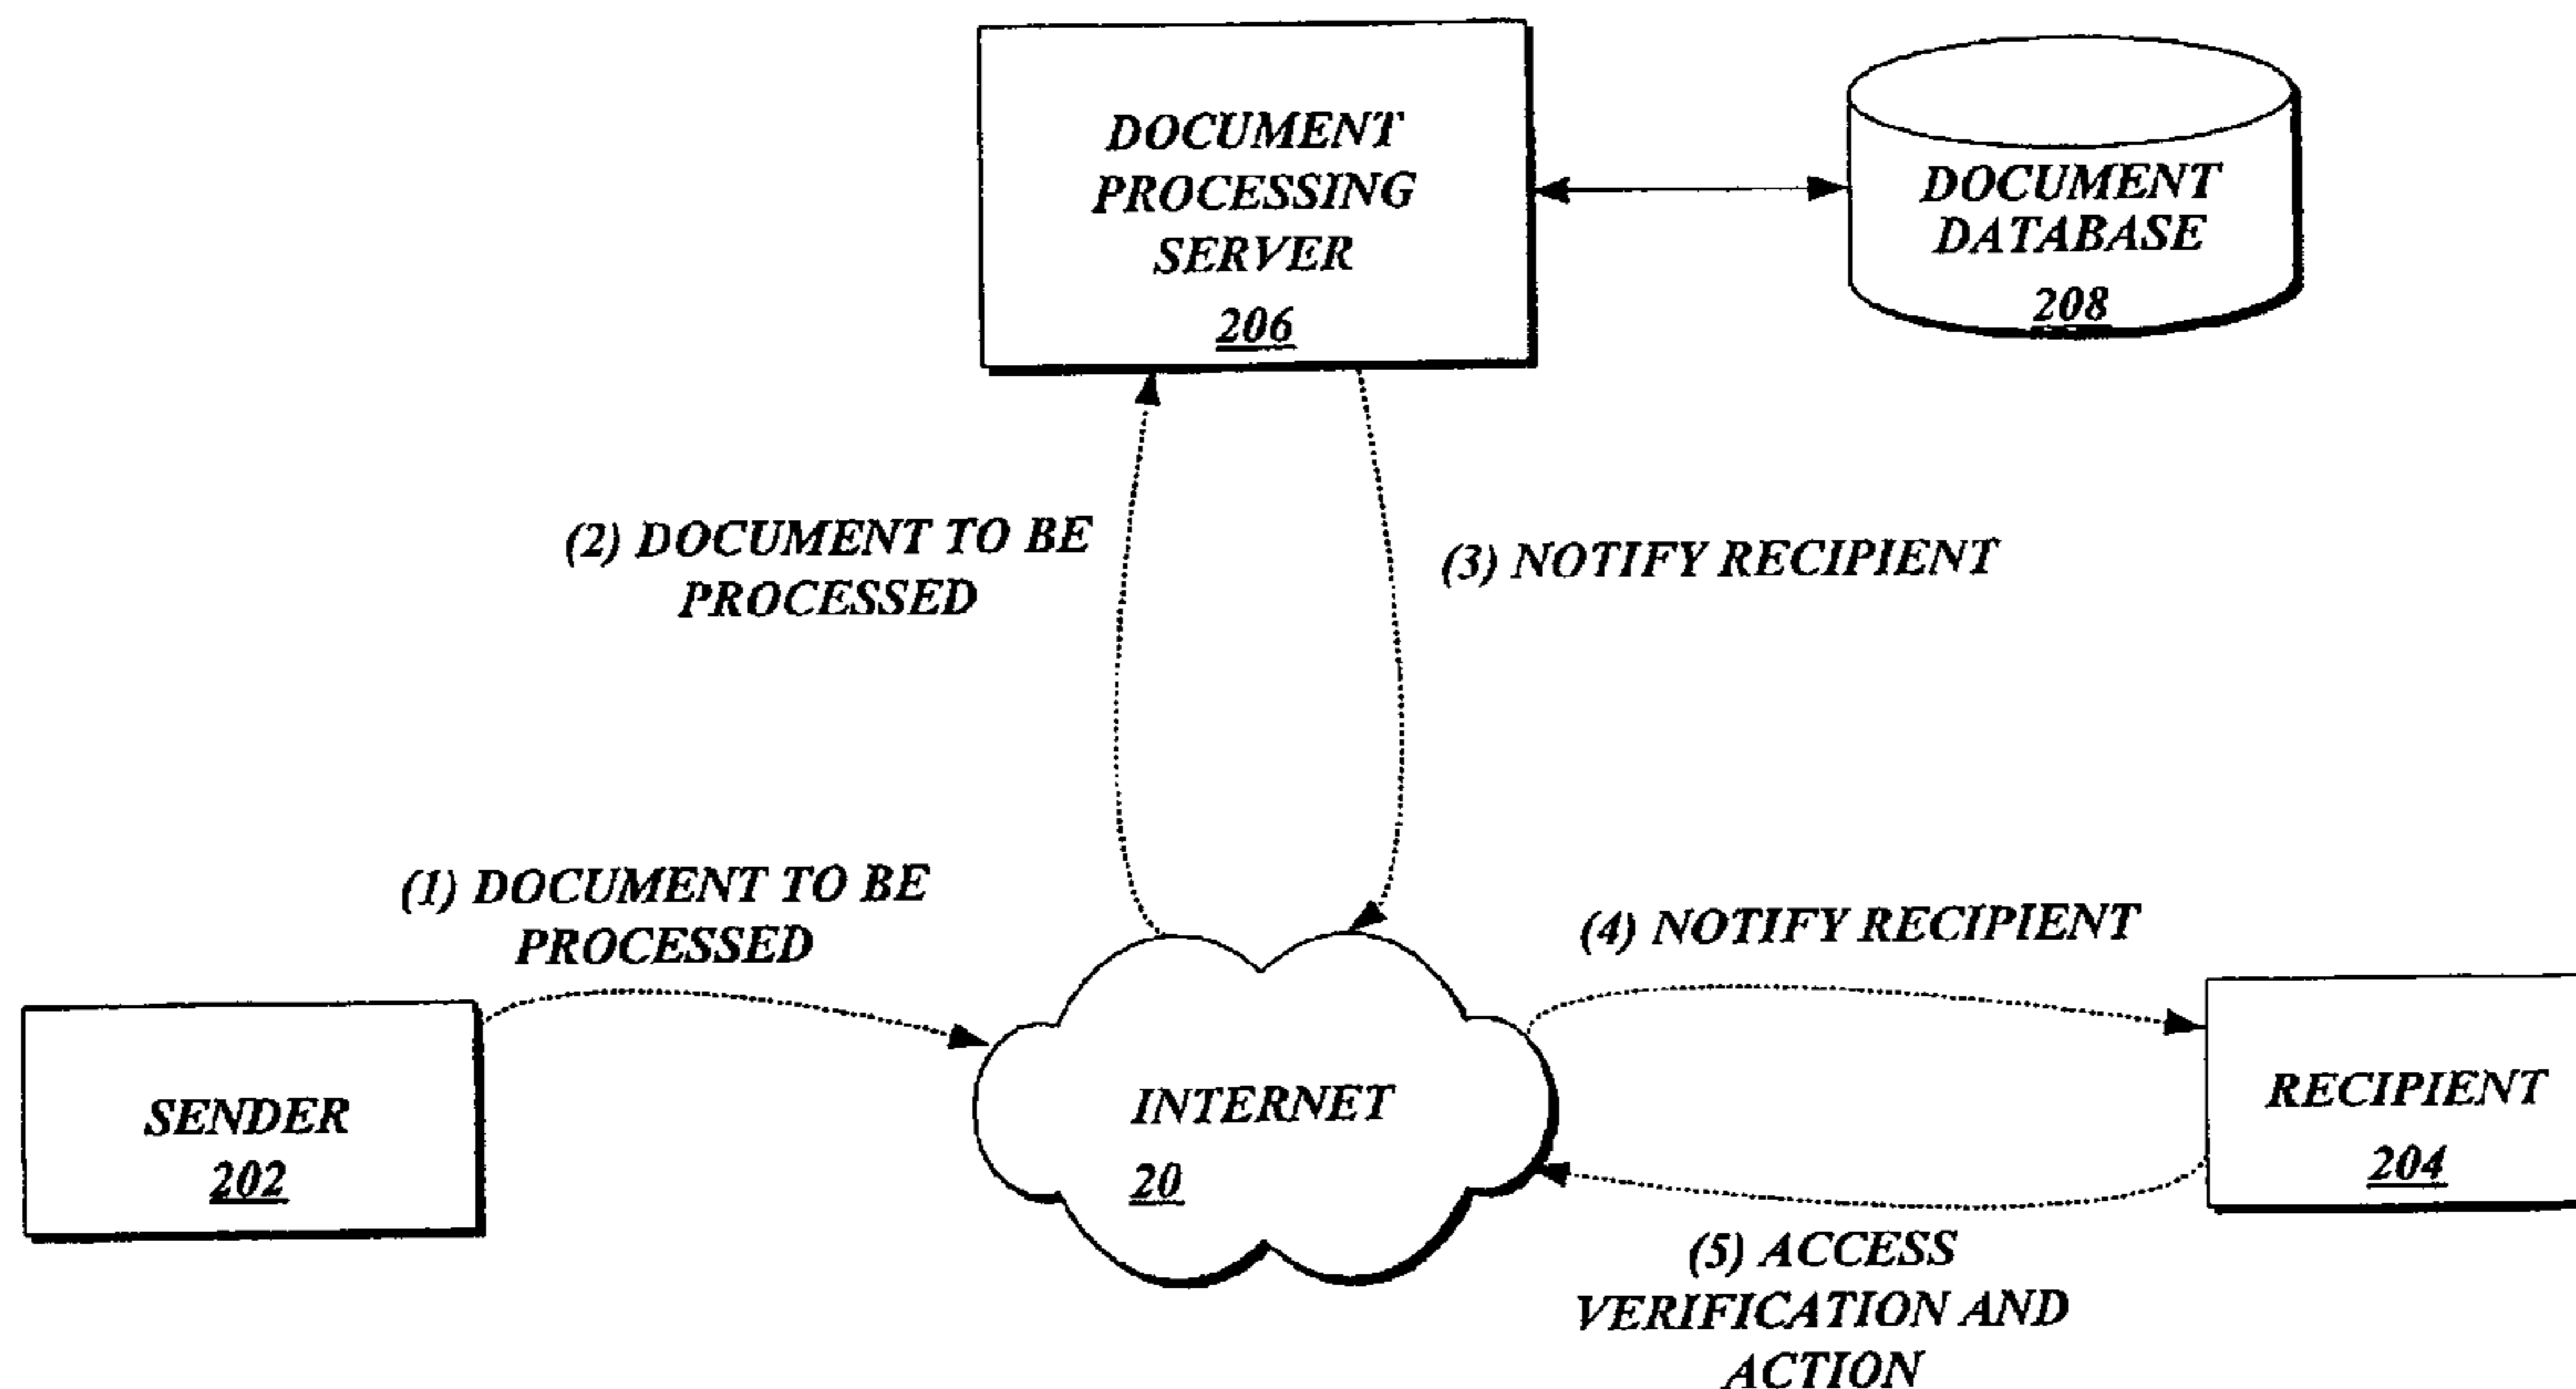 DOCUMENT
PROCESSING
SERVER
206
DOCUMENT
DATABASE
208
(2) DOCUMENT TO BE
PROCESSED
(3) NOTIFY RECIPIENT
(1) DOCUMENT TO BE
PROCESSED
(4) NOTIFY RECIPIENT
SENDER
202
INTERNET
20
RECIPIENT
204
(5) ACCESS
VERIFICATION AND
ACTION